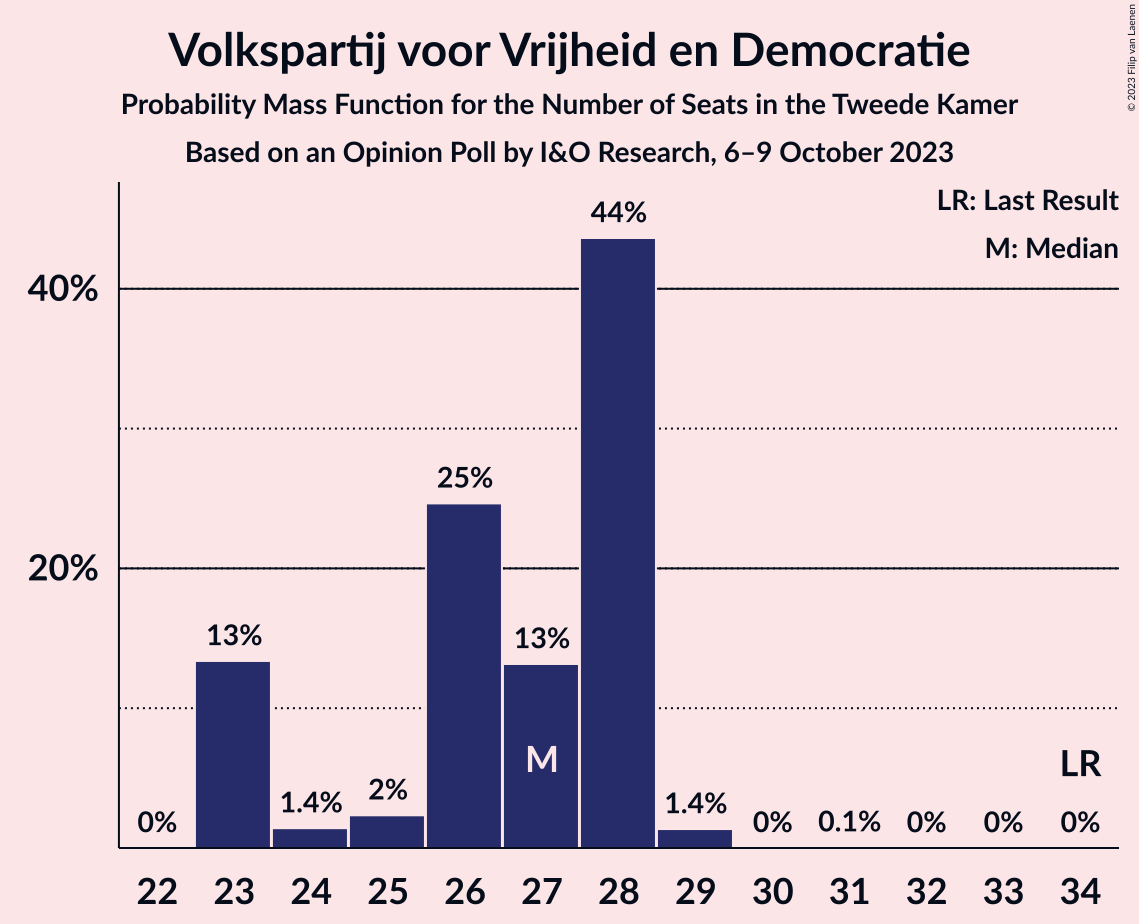 Volkspartij voor Vrijheid en Democratie
Probability Mass Function for the Number of Seats in the Tweede Kamer
Based on an Opinion Poll by I&O Research, 6–9 October 2023
© 2023 Filip van Laenen
LR: Last Result
M: Median
40%
20%
0%
13%
1.4%
2%
25%
13%
44%
1.4%
0%
0.1%
0%
0%
0%
M
LR
22 23 24 25 26 27 28 29 30 31 32 33 34